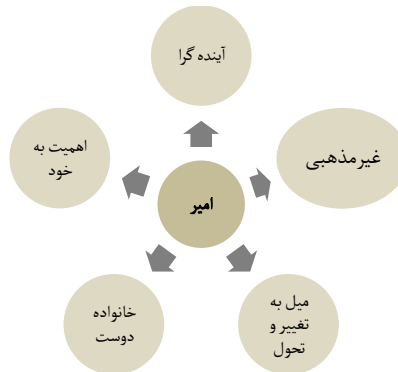 آینده گرا
غیرمذهبی
اهمیت به
خود
امیر
میل به
تغییر و
تحول
خانواده
دوست